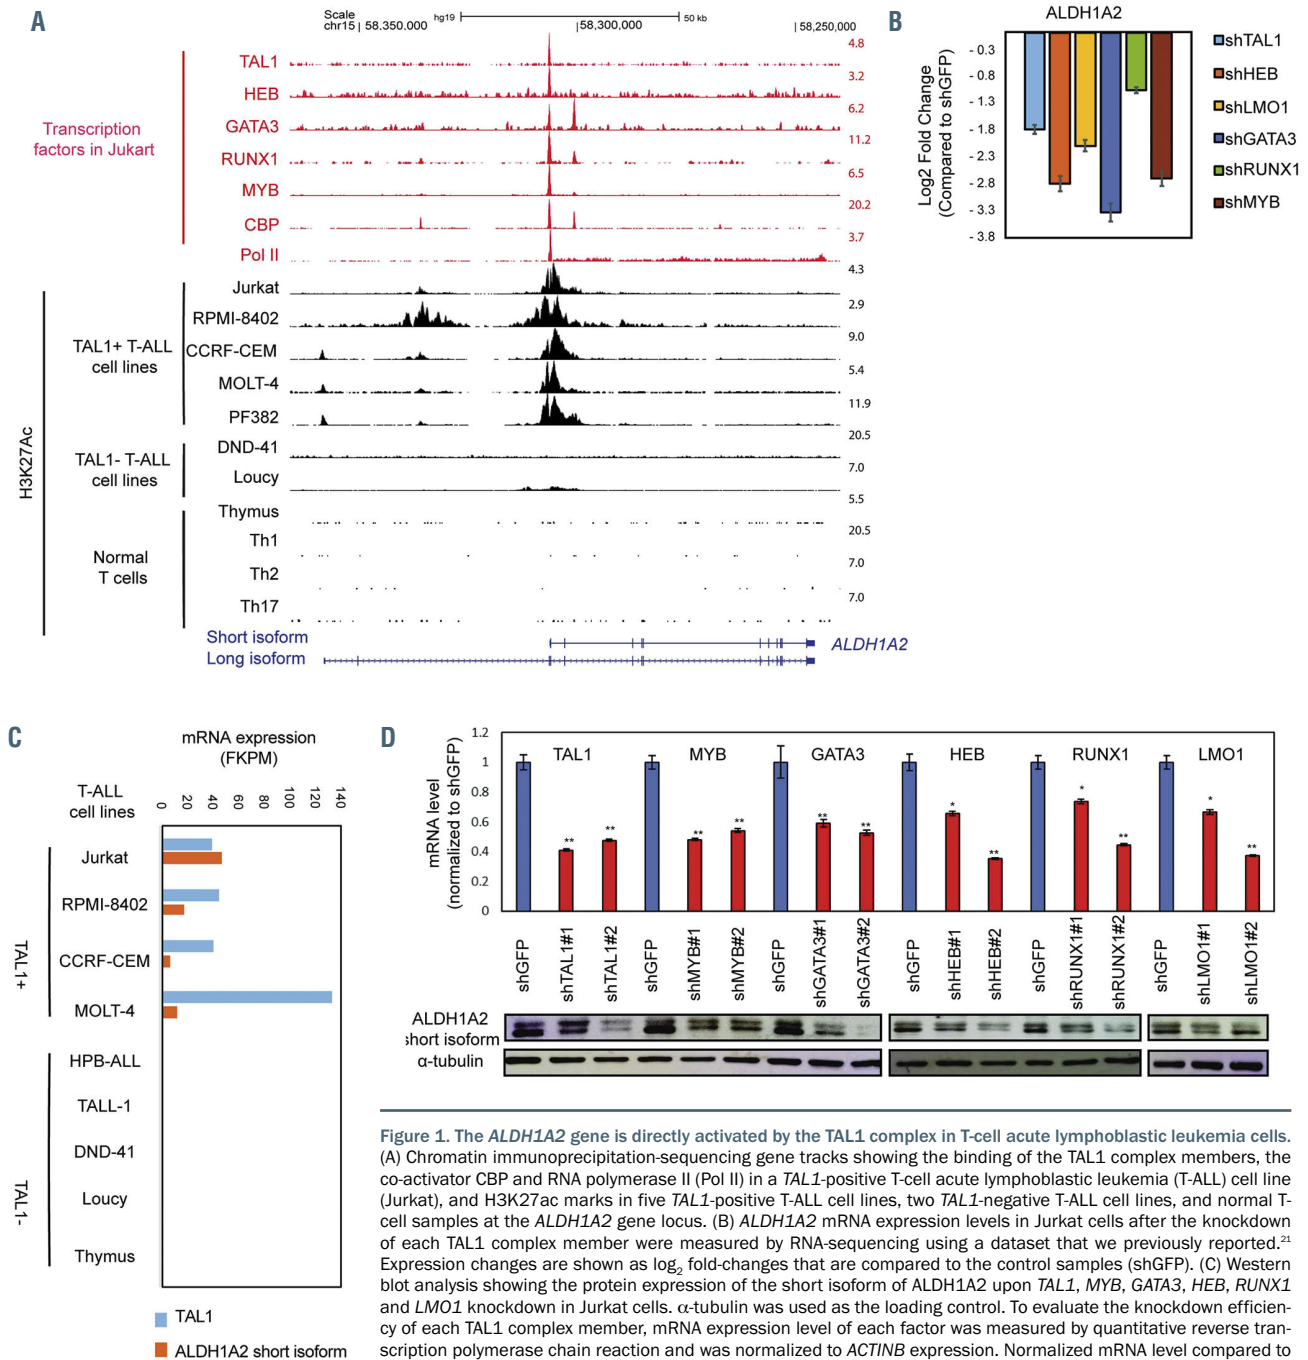 A
Scale
chr15
58,350,000
hg19
50 kb
58,300,000
58,250,000
Transcription
factors in Jukart
TAL1
4.8
HEB
3.2
GATA3
6.2
RUNX1
11.2
MYB
6.5
CBP
20.2
Pol II
3.7
H3K27Ac
TAL1+ T-ALL
cell lines
Jurkat
4.3
RPMI-8402
2.9
CCRF-CEM
9.0
MOLT-4
5.4
PF382
11.9
TAL1- T-ALL
cell lines
DND-41
20.5
Loucy
7.0
Normal
T cells
Thymus
5.5
Th1
20.5
Th2
7.0
Th17
7.0
Short isoform
Long isoform
ALDH1A2
B
ALDH1A2
Log2 Fold Change
(Compared to shGFP)
- 0.3
- 0.8
- 1.3
- 1.8
- 2.3
- 2.8
- 3.3
- 3.8
shTAL1
shHEB
shLMO1
shGATA3
shRUNX1
shMYB
C
mRNA expression
(FKPM)
T-ALL
cell lines
0 20 40 60 80 100 120 140
TAL1+
Jurkat
RPMI-8402
CCRF-CEM
MOLT-4
TAL1-
HPB-ALL
TALL-1
DND-41
Loucy
Thymus
TAL1
ALDH1A2 short isoform
D
mRNA level
(normalized to shGFP)
1.2
1
0.8
0.6
0.4
0.2
0
TAL1 MYB GATA3 HEB RUNX1 LMO1
** ** ** ** ** ** * ** * ** * **
shGFP shTAL1#1 shTAL1#2 shGFP shMYB#1 shMYB#2 shGFP shGATA3#1 shGATA3#2 shGFP shHEB#1 shHEB#2 shGFP shRUNX1#1 shRUNX1#2 shGFP shLMO1#1 shLMO1#2
ALDH1A2
short isoform
α-tubulin
Figure 1. The ALDH1A2 gene is directly activated by the TAL1 complex in T-cell acute lymphoblastic leukemia cells.
(A) Chromatin immunoprecipitation-sequencing gene tracks showing the binding of the TAL1 complex members, the
co-activator CBP and RNA polymerase II (Pol II) in a TAL1-positive T-cell acute lymphoblastic leukemia (T-ALL) cell line
(Jurkat), and H3K27ac marks in five TAL1-positive T-ALL cell lines, two TAL1-negative T-ALL cell lines, and normal T-
cell samples at the ALDH1A2 gene locus. (B) ALDH1A2 mRNA expression levels in Jurkat cells after the knockdown
of each TAL1 complex member were measured by RNA-sequencing using a dataset that we previously reported.21
Expression changes are shown as log2 fold-changes that are compared to the control samples (shGFP). (C) Western
blot analysis showing the protein expression of the short isoform of ALDH1A2 upon TAL1, MYB, GATA3, HEB, RUNX1
and LMO1 knockdown in Jurkat cells. α-tubulin was used as the loading control. To evaluate the knockdown efficien-
cy of each TAL1 complex member, mRNA expression level of each factor was measured by quantitative reverse tran-
scription polymerase chain reaction and was normalized to ACTINB expression. Normalized mRNA level compared to